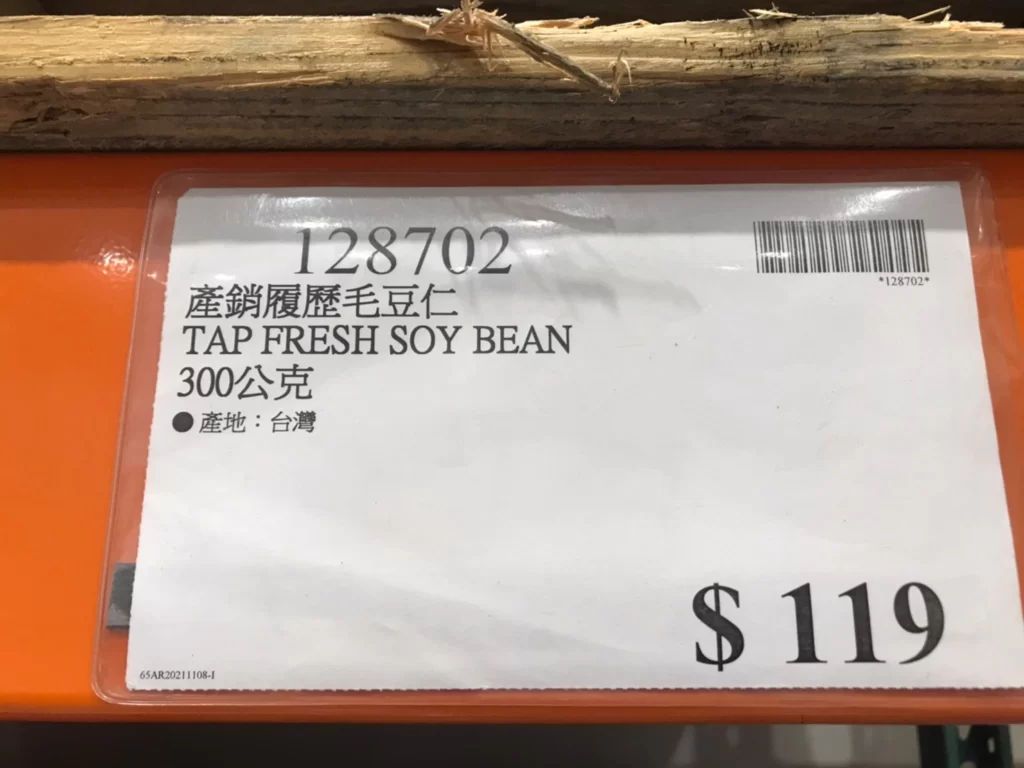 128702
*128702*
產銷履歷毛豆仁
TAP FRESH SOY BEAN
300公克
●產地：台灣
$119
65AR20211108-I